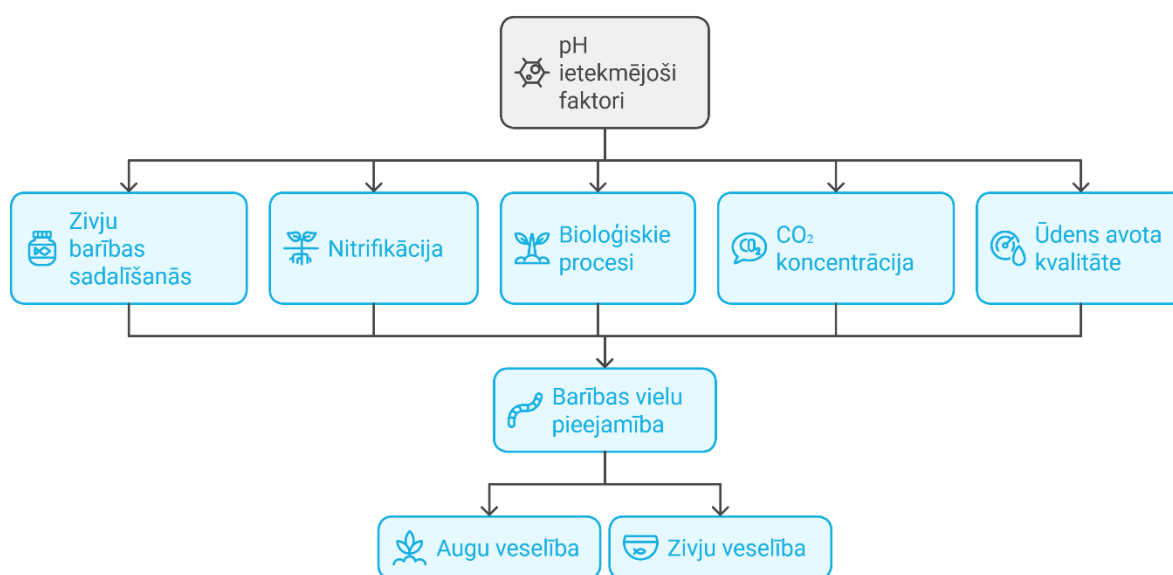 pH
ietekmējoši
faktori
Zivju
barības
sadalīšanās
Nitrifikācija
Bioloģiskie
procesi
CO₂
CO₂
koncentrācija
Ūdens avota
kvalitāte
Barības vielu
pieejamība
Augu veselība
Zivju veselība